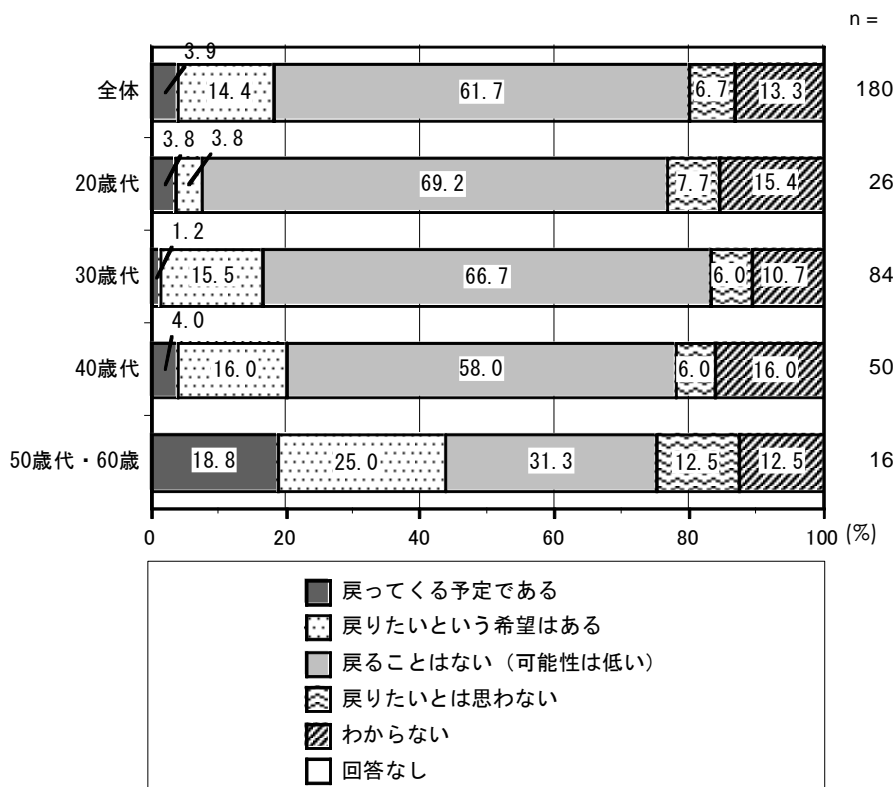 n =
3.9
全体 14.4 61.7 6.7 13.3 180
3.8 3.8
20歳代 69.2 7.7 15.4 26
1.2
30歳代 15.5 66.7 6.0 10.7 84
4.0
40歳代 16.0 58.0 6.0 16.0 50
50歳代・60歳 18.8 25.0 31.3 12.5 12.5 16
0 20 40 60 80 100 (%)
戻ってくる予定である
戻りたいという希望はある
戻ることはない（可能性は低い）
戻りたいとは思わない
わからない
回答なし